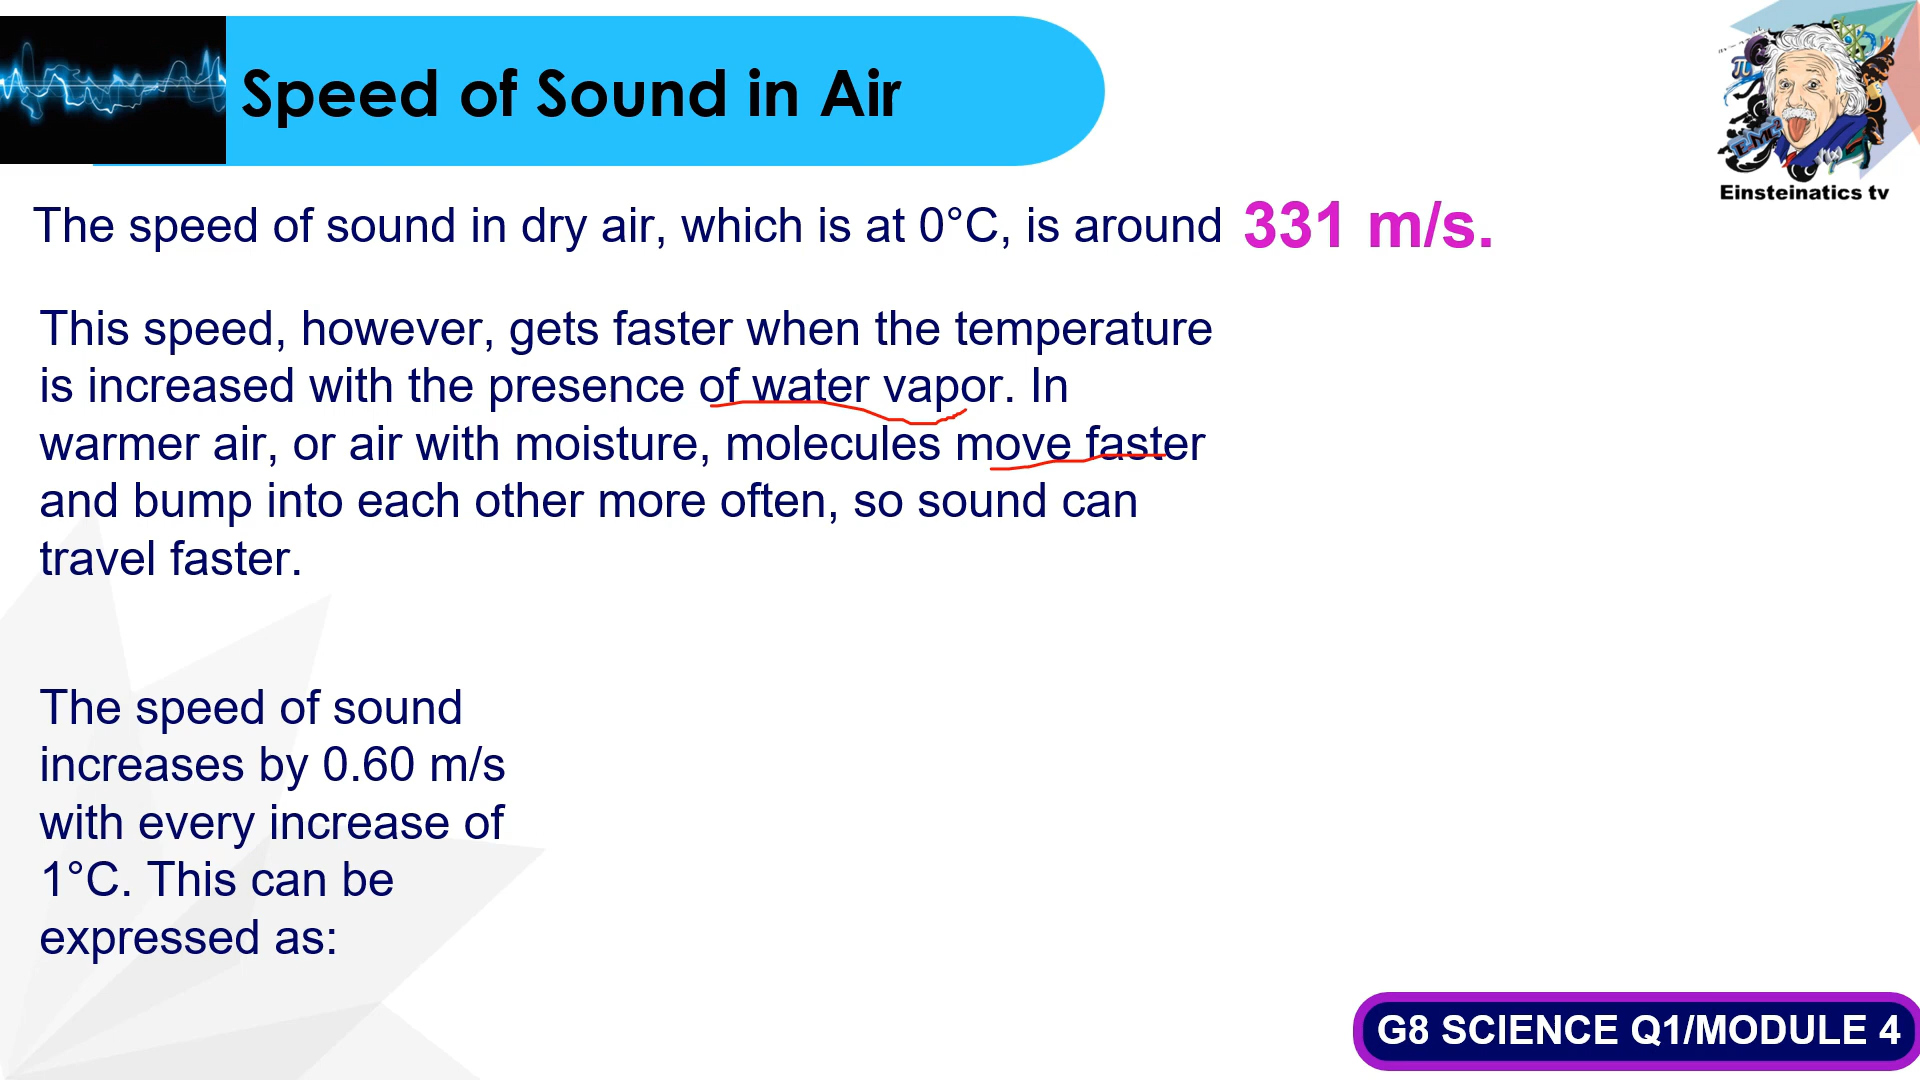 Speed of Sound in Air
Einsteinatics tv
The speed of sound in dry air, which is at 0°C, is around 331 m/s.
This speed, however, gets faster when the temperature
is increased with the presence of water vapor. In
warmer air, or air with moisture, molecules move faster
and bump into each other more often, so sound can
travel faster.
The speed of sound
increases by 0.60 m/s
with every increase of
1°C. This can be
expressed as:
G8 SCIENCE Q1/MODULE 4